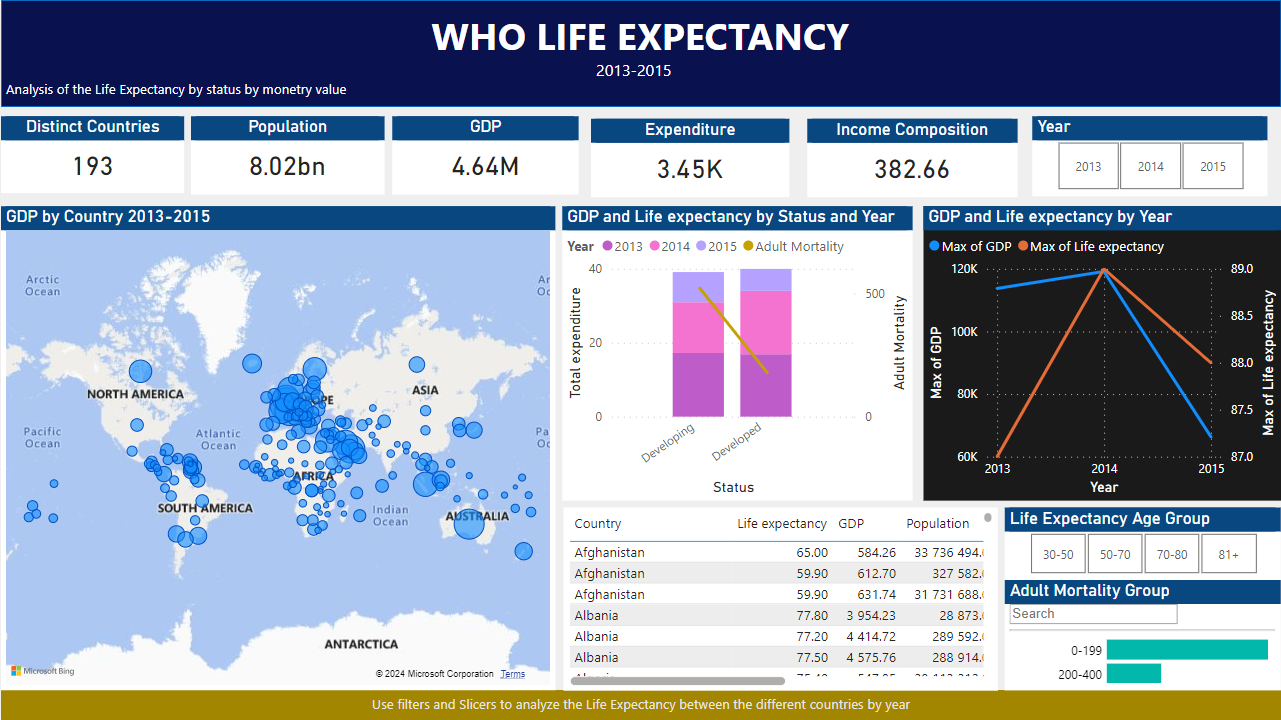 WHO LIFE EXPECTANCY
2013-2015
Analysis of the Life Expectancy by status by monetry value
Distinct Countries
193
Population
8.02bn
GDP
4.64M
Expenditure
3.45K
Income Composition
382.66
Year
2013 2014 2015
GDP by Country 2013-2015
Arctic
Ocean
NORTH AMERICA
ASIA
Pacific
Ocean
Atlantic
Ocean
AFRICA
SOUTH AMERICA
Indian
Ocean
AUSTRALIA
ANTARCTICA
Microsoft Bing
© 2024 Microsoft Corporation Terms
GDP and Life expectancy by Status and Year
Year 2013 2014 2015 Adult Mortality
Total expenditure
40
20
0
500
0
Adult Mortality
Developing Developed
Status
GDP and Life expectancy by Year
Max of GDP Max of Life expectancy
Max of GDP
120K
100K
80K
60K
89.0
88.5
88.0
87.5
87.0
Max of Life expectancy
2013 2014 2015
Year
Country Life expectancy GDP Population
Afghanistan 65.00 584.26 33 736 494.
Afghanistan 59.90 612.70 327 582.
Afghanistan 59.90 631.74 31 731 688.
Albania 77.80 3 954.23 28 873.
Albania 77.20 4 414.72 289 592.
Albania 77.50 4 575.76 288 914.
Life Expectancy Age Group
30-50 50-70 70-80 81+
Adult Mortality Group
Search
0-199
200-400
Use filters and Slicers to analyze the Life Expectancy between the different countries by year